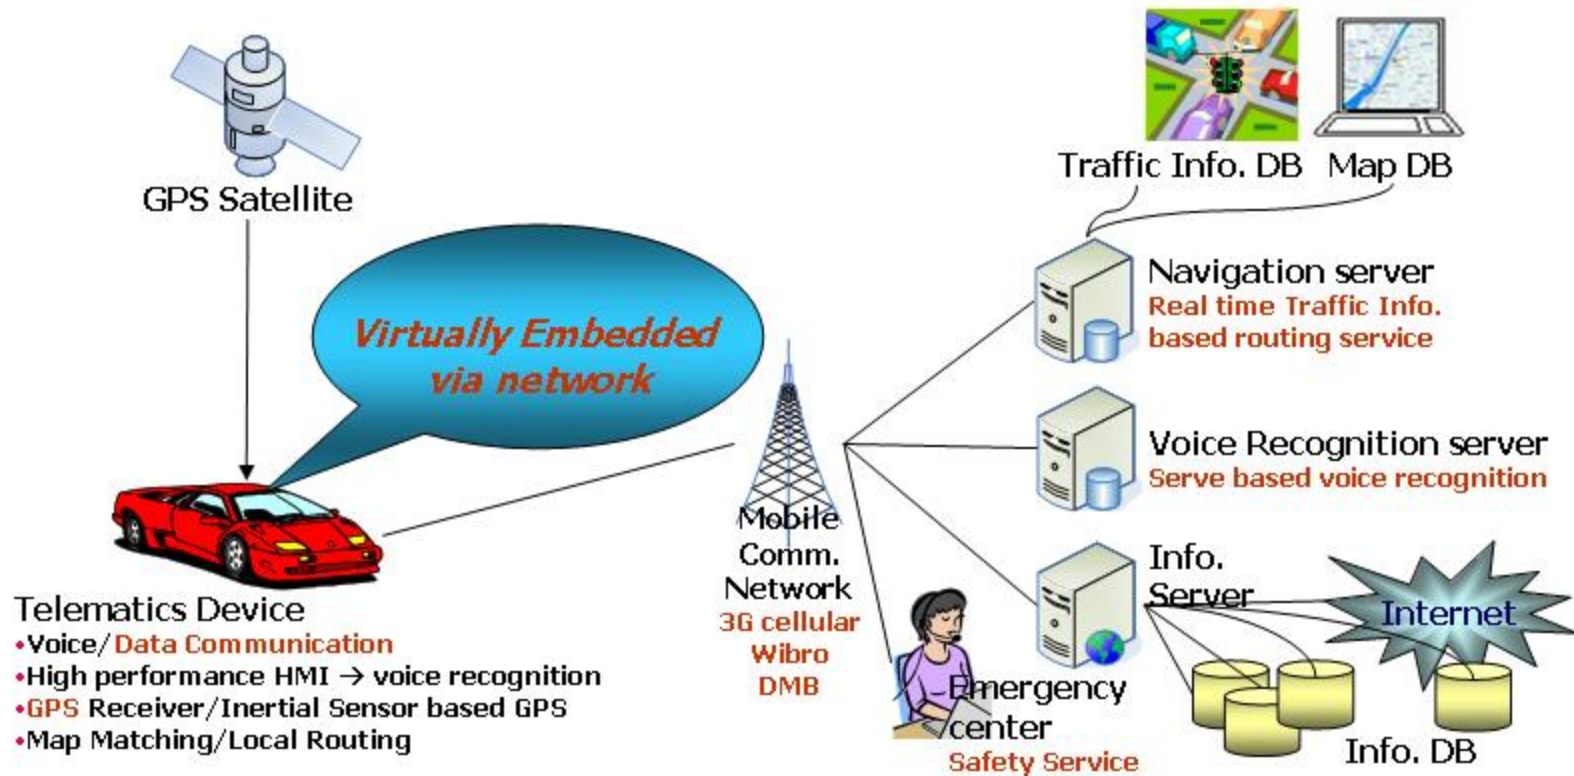 GPS Satellite
Traffic Info. DB
Map DB
Virtually Embedded
via network
Navigation server
Real time Traffic Info.
based routing service
Voice Recognition server
Serve based voice recognition
Mobile
Comm.
Network
3G cellular
Wibro
DMB
Info.
Server
Internet
Info. DB
Emergency
center
Safety Service
Telematics Device
•Voice/Data Communication
•High performance HMI → voice recognition
•GPS Receiver/Inertial Sensor based GPS
•Map Matching/Local Routing